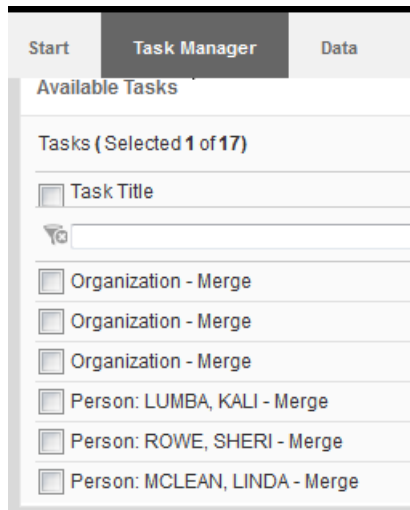 Start Task Manager Data
Available Tasks
Tasks ( Selected 1 of 17)
Task Title
Organization - Merge
Organization - Merge
Organization - Merge
Person: LUMBA, KALI - Merge
Person: ROWE, SHERI - Merge
Person: MCLEAN, LINDA - Merge